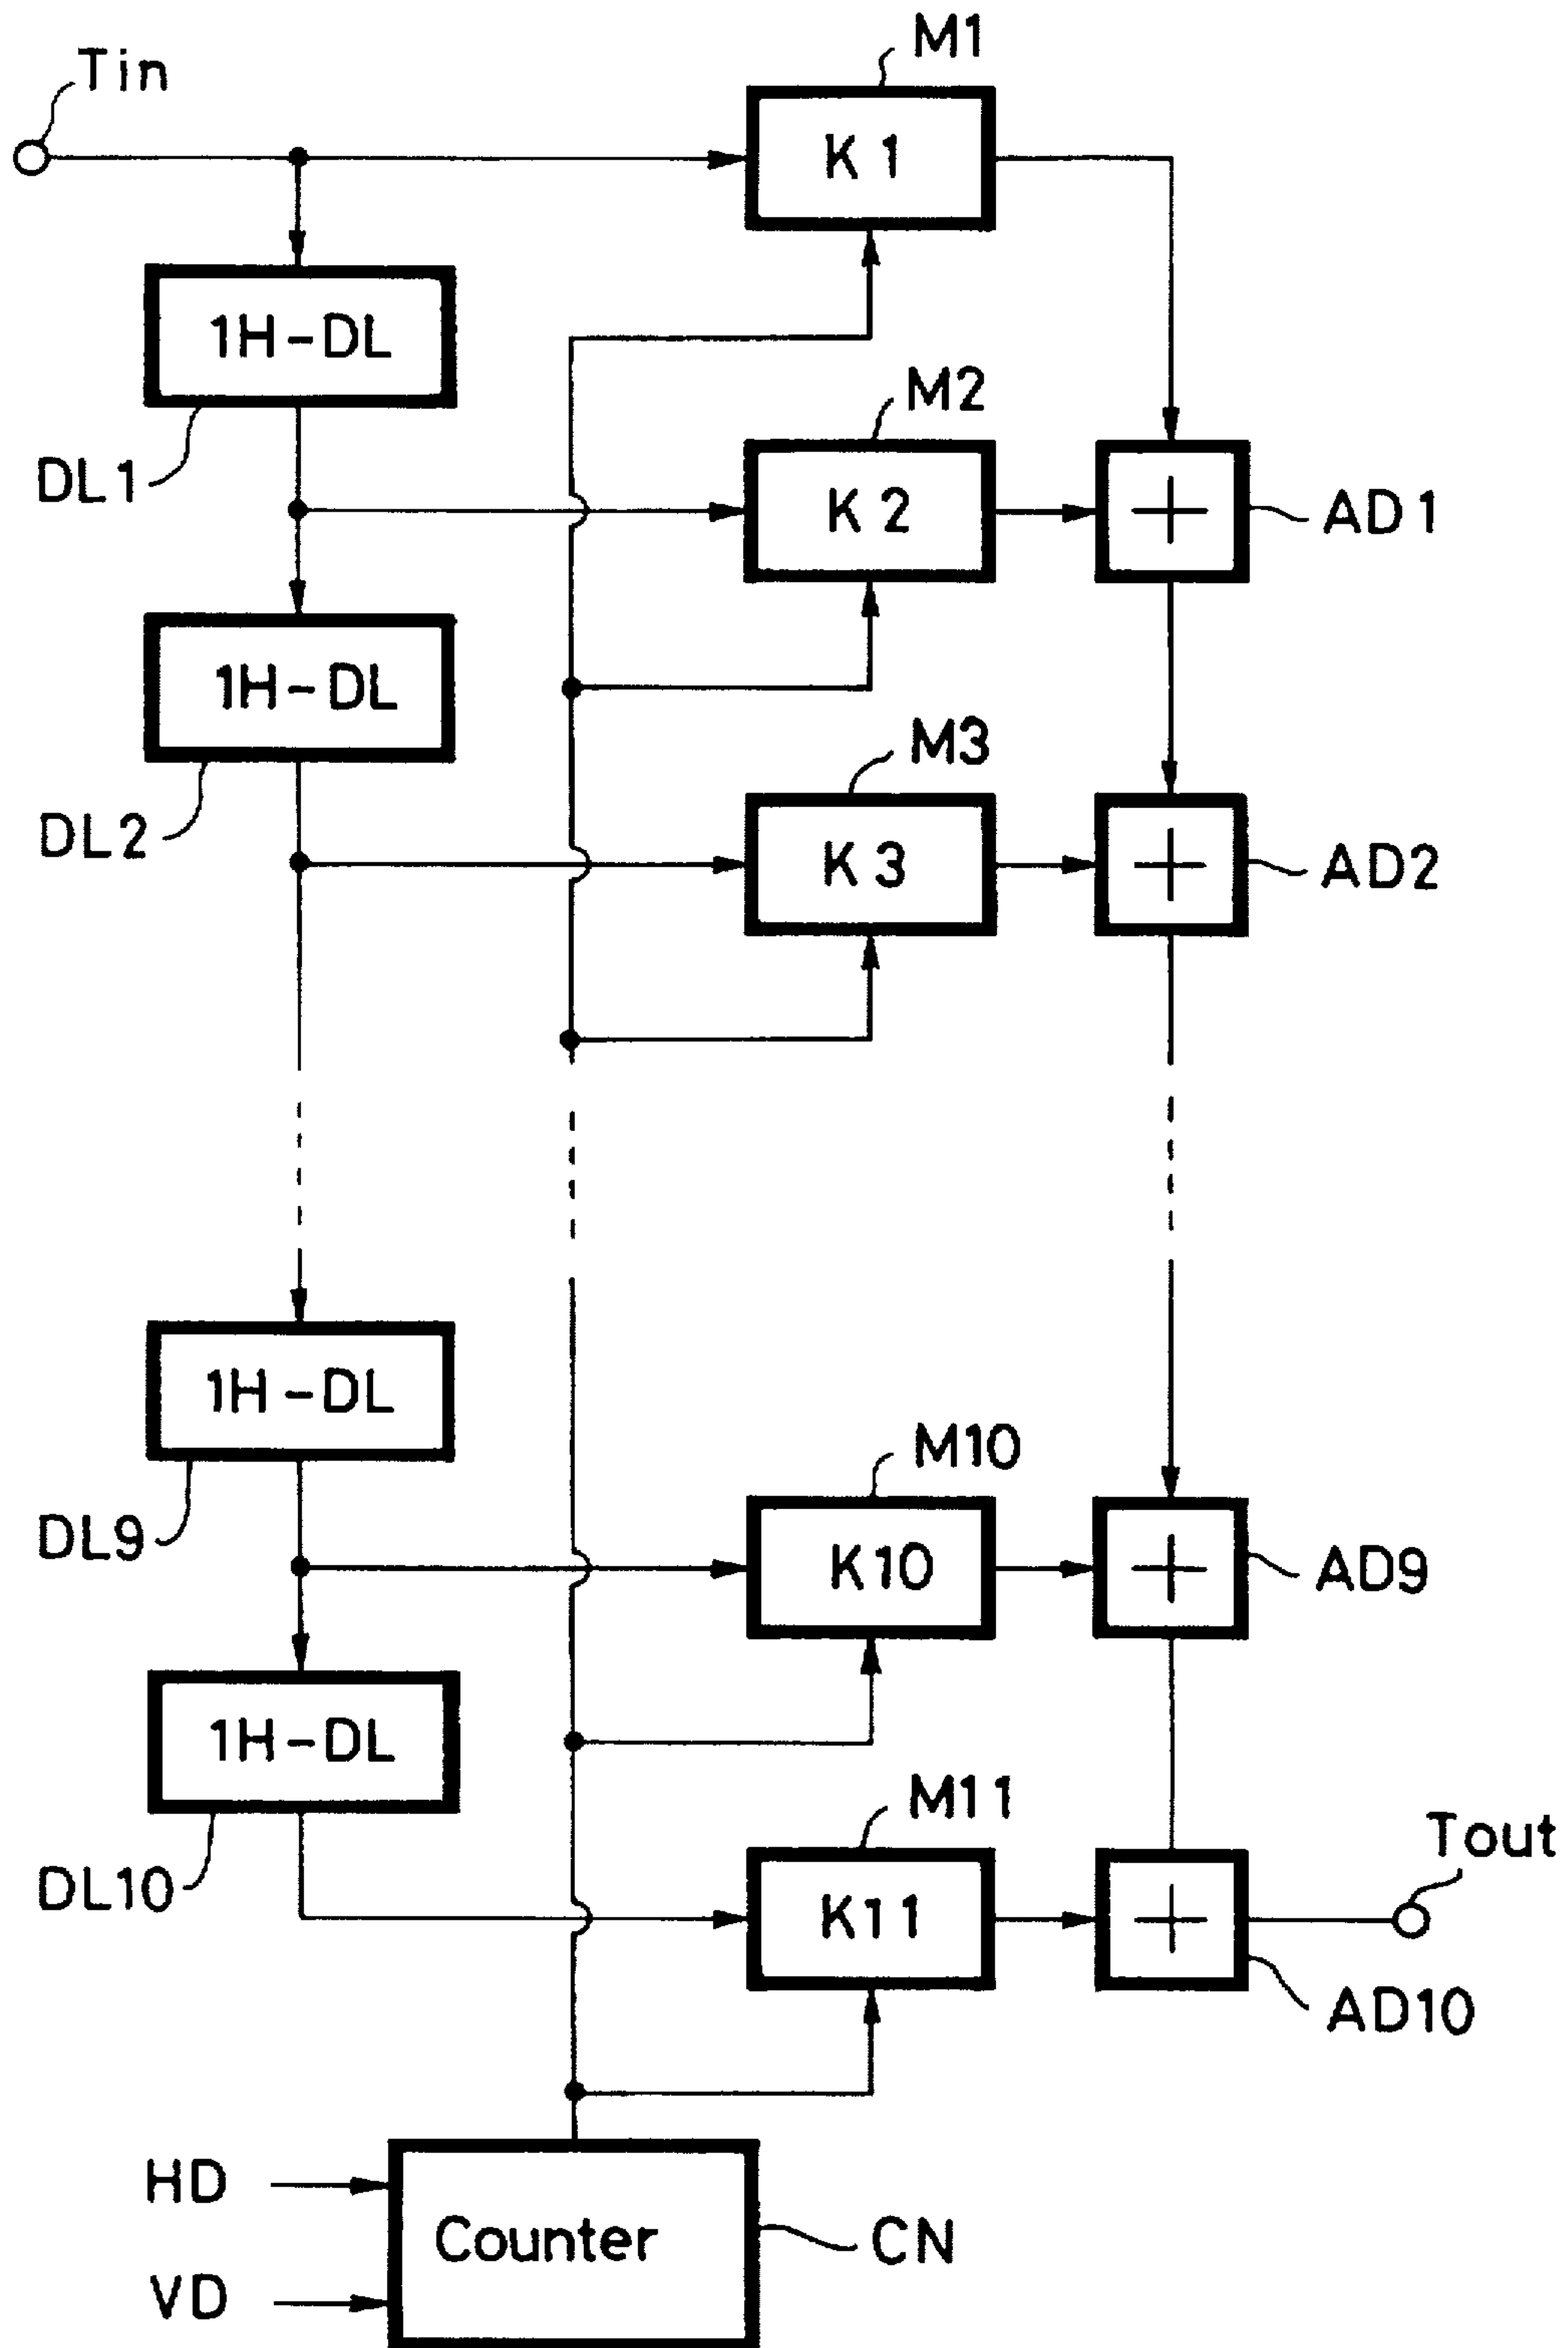 M1
Tin
K1
1H-DL
M2
DL1
K2
+
AD1
1H-DL
M3
DL2
K3
+
AD2
1H-DL
M10
DL9
K10
+
AD9
1H-DL
M11
Tout
DL10
K11
+
AD10
HD
Counter
CN
VD